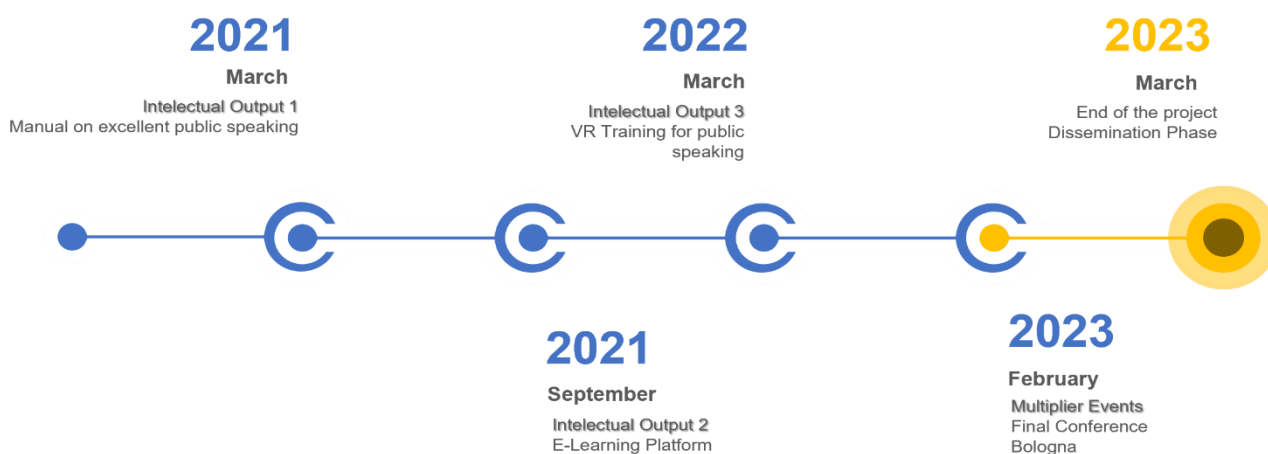 2021
March
Intelectual Output 1
Manual on excellent public speaking
2022
March
Intelectual Output 3
VR Training for public
speaking
2023
March
End of the project
Dissemination Phase
2021
September
Intelectual Output 2
E-Learning Platform
2023
February
Multiplier Events
Final Conference
Bologna